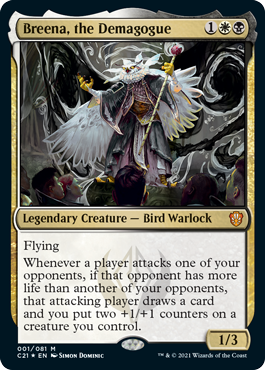 Breena, the Demagogue 1
Legendary Creature — Bird Warlock
Flying
Whenever a player attacks one of your
opponents, if that opponent has more
life than another of your opponents,
that attacking player draws a card
and you put two +1/+1 counters on a
creature you control.
1/3
001/081 M
C21 ★ EN SIMON DOMINIC
™ & © 2021 Wizards of the Coast